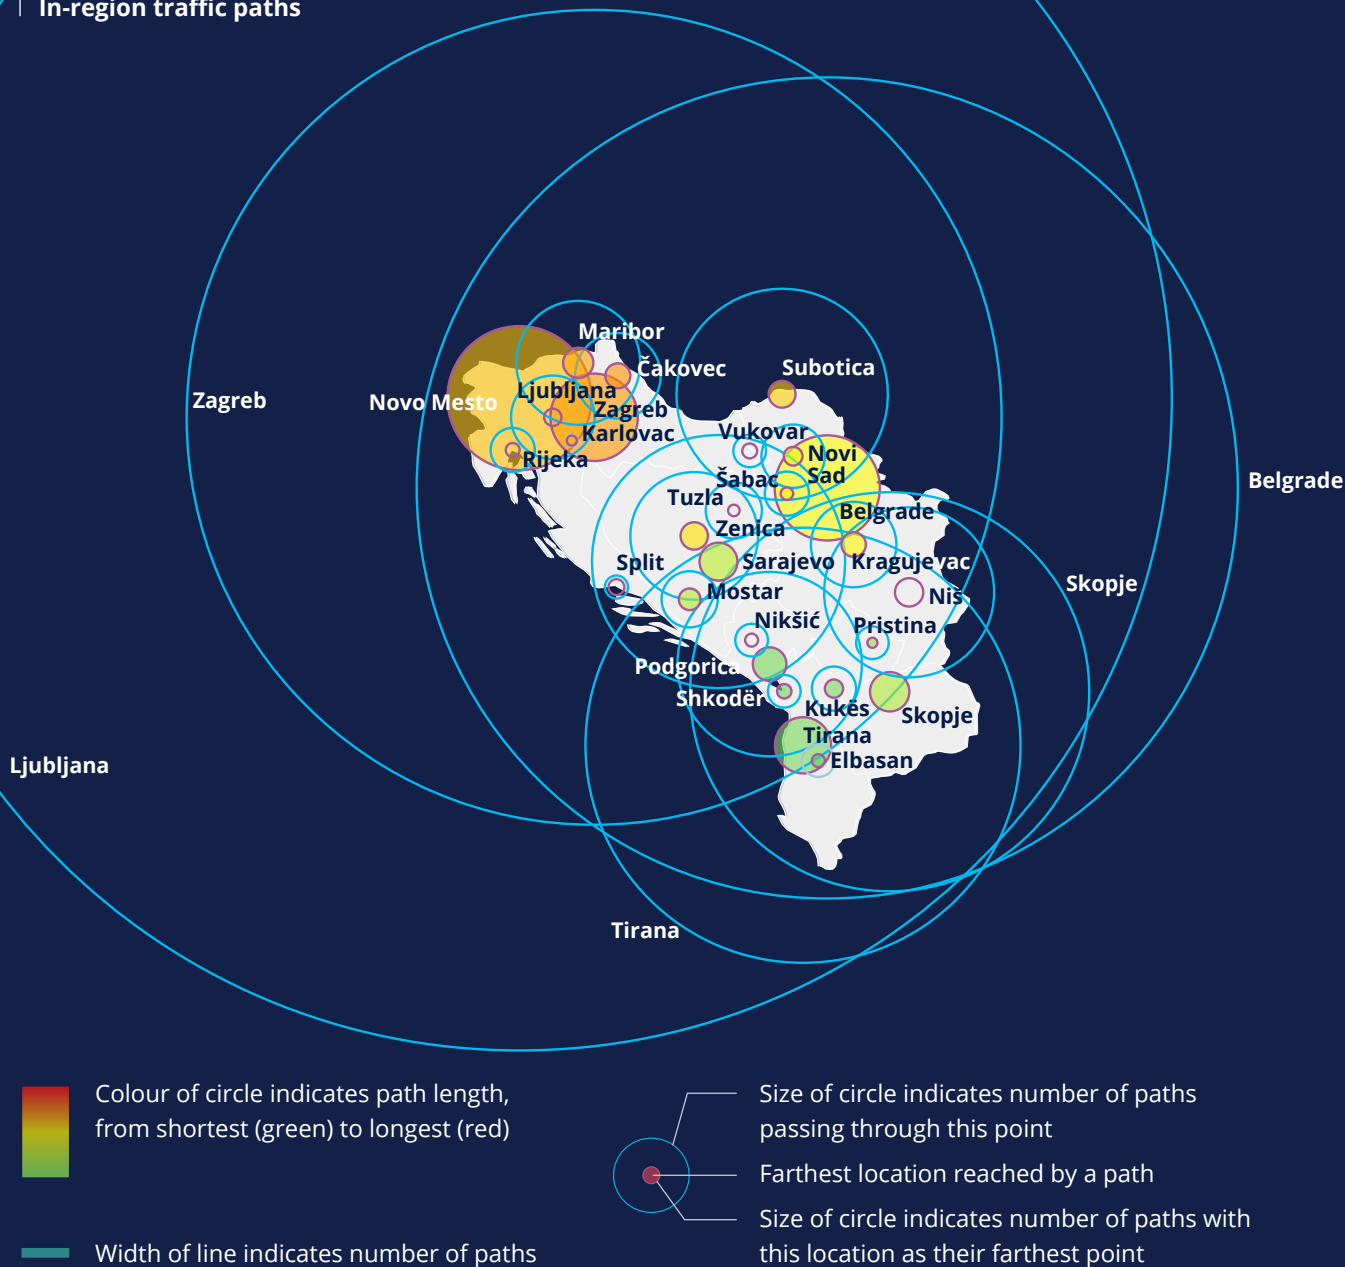 In-region traffic paths
Maribor
Čakovec
Subotica
Ljubljana
Zagreb
Novo Mesto
Zagreb
Karlovac
Vukovar
Rijeka
Novi
Sad
Šabac
Belgrade
Tuzla
Belgrade
Zenica
Split
Sarajevo
Kragujevac
Skopje
Mostar
Niš
Nikšić
Pristina
Podgorica
Shkodër
Kukës
Skopje
Tirana
Elbasan
Ljubljana
Tirana
Colour of circle indicates path length,
from shortest (green) to longest (red)
Width of line indicates number of paths
Size of circle indicates number of paths
passing through this point
Farthest location reached by a path
Size of circle indicates number of paths with
this location as their farthest point